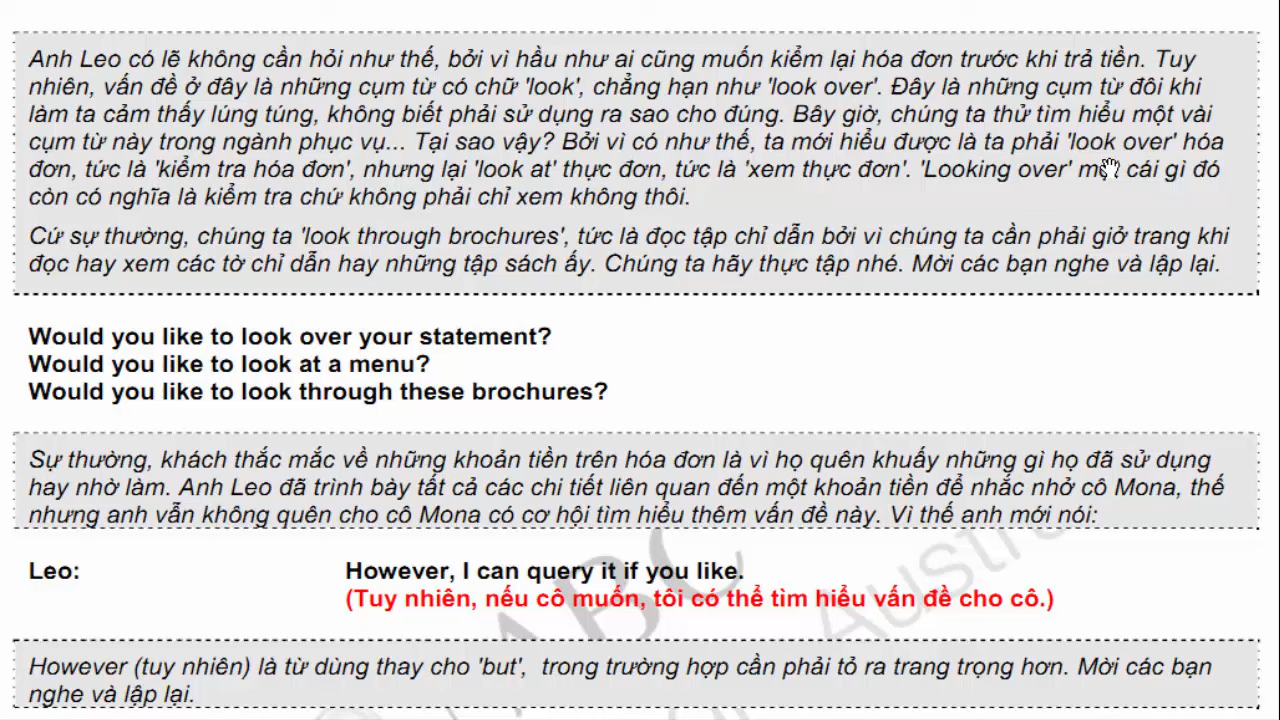 Anh Leo có lẽ không cần hỏi như thế, bởi vì hầu như ai cũng muốn kiểm lại hóa đơn trước khi trả tiền. Tuy
nhiên, vấn đề ở đây là những cụm từ có chữ 'look', chẳng hạn như 'look over'. Đây là những cụm từ đôi khi
làm ta cảm thấy lúng túng, không biết phải sử dụng ra sao cho đúng. Bây giờ, chúng ta thử tìm hiểu một vài
cụm từ này trong ngành phục vụ... Tại sao vậy? Bởi vì có như thế, ta mới hiểu được là ta phải 'look over' hóa
đơn, tức là 'kiểm tra hóa đơn', nhưng lại 'look at' thực đơn, tức là 'xem thực đơn'. 'Looking over' một cái gì đó
còn có nghĩa là kiểm tra chứ không phải chỉ xem không thôi.
Cứ sự thường, chúng ta 'look through brochures', tức là đọc tập chỉ dẫn bởi vì chúng ta cần phải giở trang khi
đọc hay xem các tờ chỉ dẫn hay những tập sách ấy. Chúng ta hãy thực tập nhé. Mời các bạn nghe và lập lại.
Would you like to look over your statement?
Would you like to look at a menu?
Would you like to look through these brochures?
Sự thường, khách thắc mắc về những khoản tiền trên hóa đơn là vì họ quên khuấy những gì họ đã sử dụng
hay nhờ làm. Anh Leo đã trình bày tất cả các chi tiết liên quan đến một khoản tiền để nhắc nhở cô Mona, thế
nhưng anh vẫn không quên cho cô Mona có cơ hội tìm hiểu thêm vấn đề này. Vì thế anh mới nói:
Leo: However, I can query it if you like.
(Tuy nhiên, nếu cô muốn, tôi có thể tìm hiểu vấn đề cho cô.)
ABC
However (tuy nhiên) là từ dùng thay cho 'but', trong trường hợp cần phải tỏ ra trang trọng hơn. Mời các bạn
nghe và lập lại.